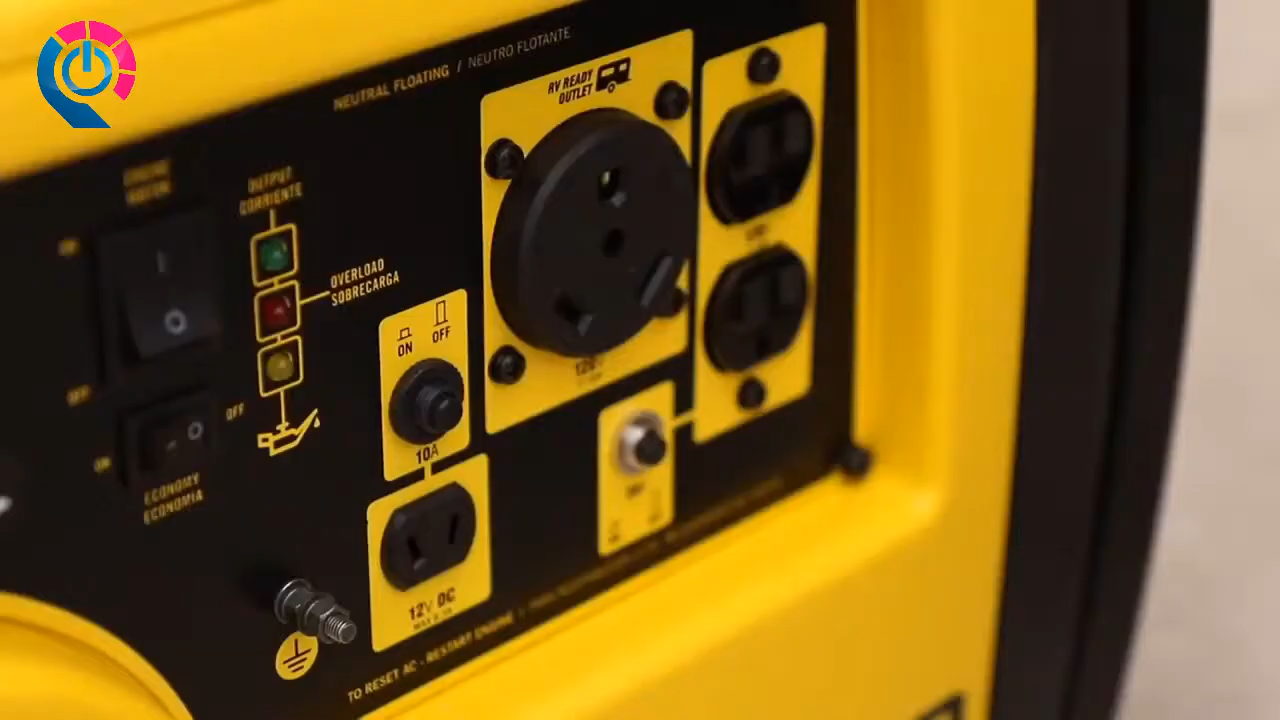 NEUTRAL FLOATING / NEUTRO FLOTANTE
RV READY
OUTLET
ENGINE
MOTOR
ON
OFF
OUTPUT
CORRIENTE
OVERLOAD
SOBRECARGA
ON
OFF
10A
120V
OFF
ON
ECONOMY
ECONOMIA
12V DC
TO RESET AC - RESTART ENGINE /